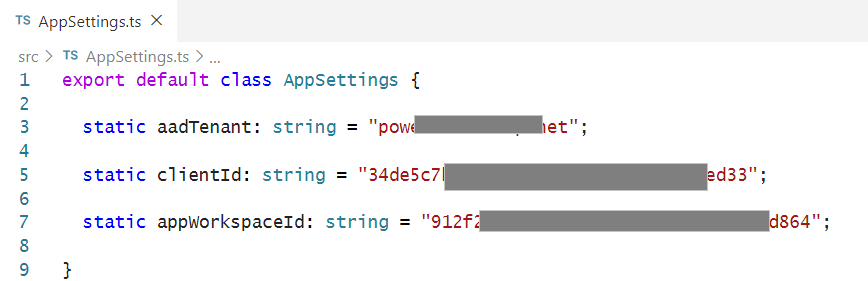 TS AppSettings.ts ×
src > TS AppSettings.ts > ...
1 export default class AppSettings {
2
3 static aadTenant: string = "powe net";
4
5 static clientId: string = "34de5c7 ed33";
6
7 static appWorkspaceId: string = "912f2 d864";
8
9 }